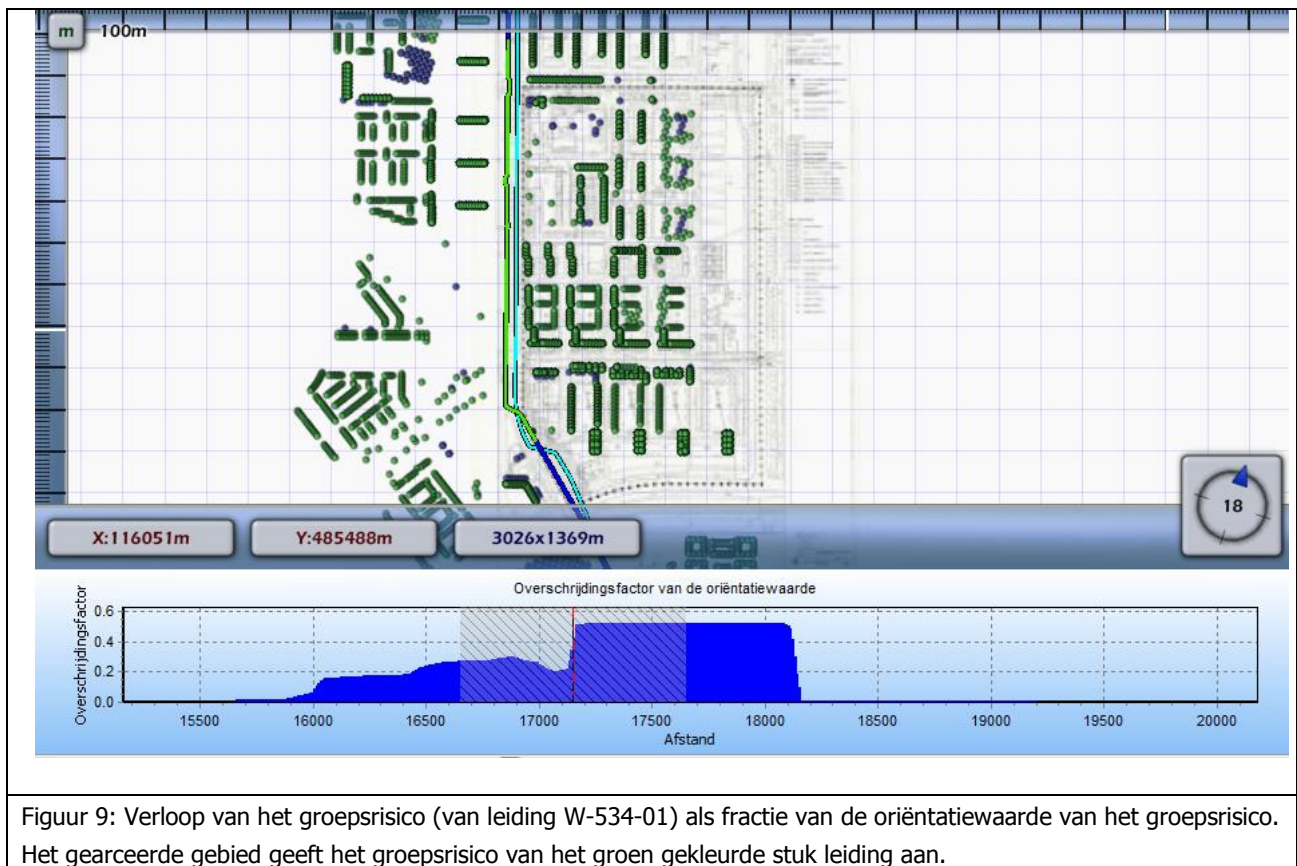 m
100m
18
X:116051m
Y:485488m
3026x1369m
Overschrijdingsfactor van de oriëntatiewaarde
Overschrijdingsfactor
0.6
0.4
0.2
0.0
15500 16000 16500 17000 17500 18000 18500 19000 19500 20000
Afstand
Figuur 9: Verloop van het groepsrisico (van leiding W-534-01) als fractie van de oriëntatiewaarde van het groepsrisico.
Het gearceerde gebied geeft het groepsrisico van het groen gekleurde stuk leiding aan.